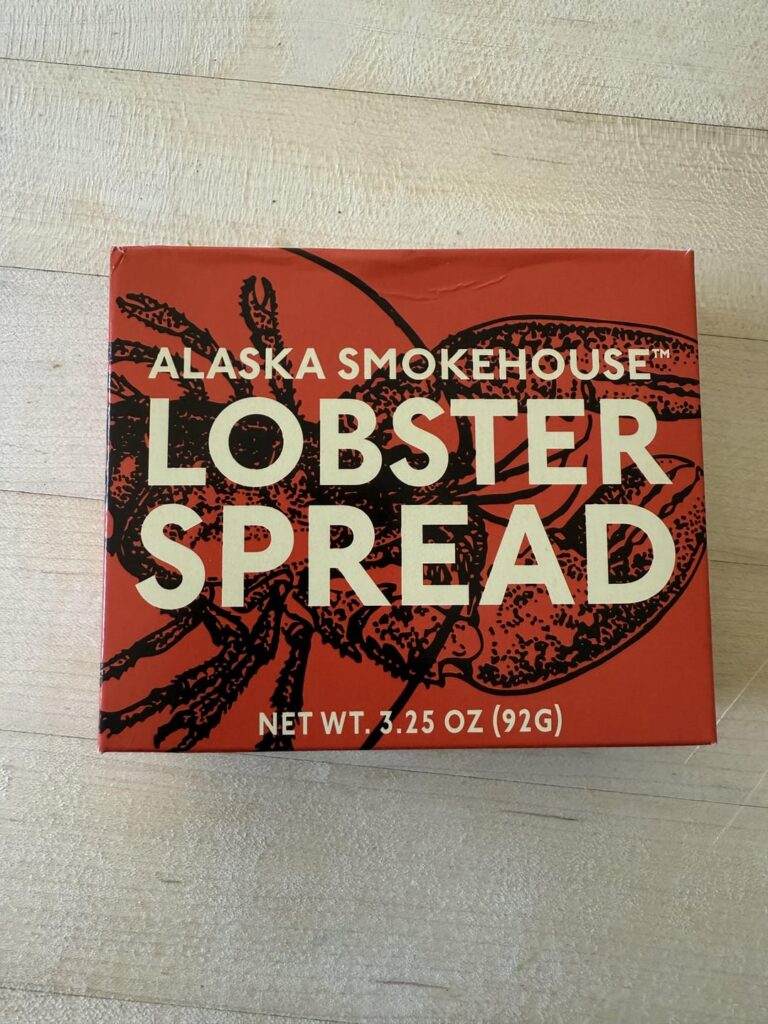 ALASKA SMOKEHOUSE™
LOBSTER
SPREAD
NET WT. 3.25 OZ (92G)